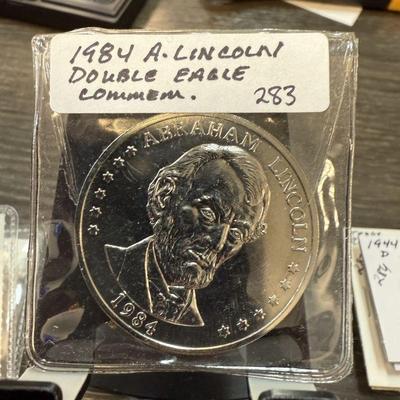 1984 A. LINCOLN
DOUBLE EAGLE
COMMEM. 283
ABRAHAM LINCOLN
1984
1944
D